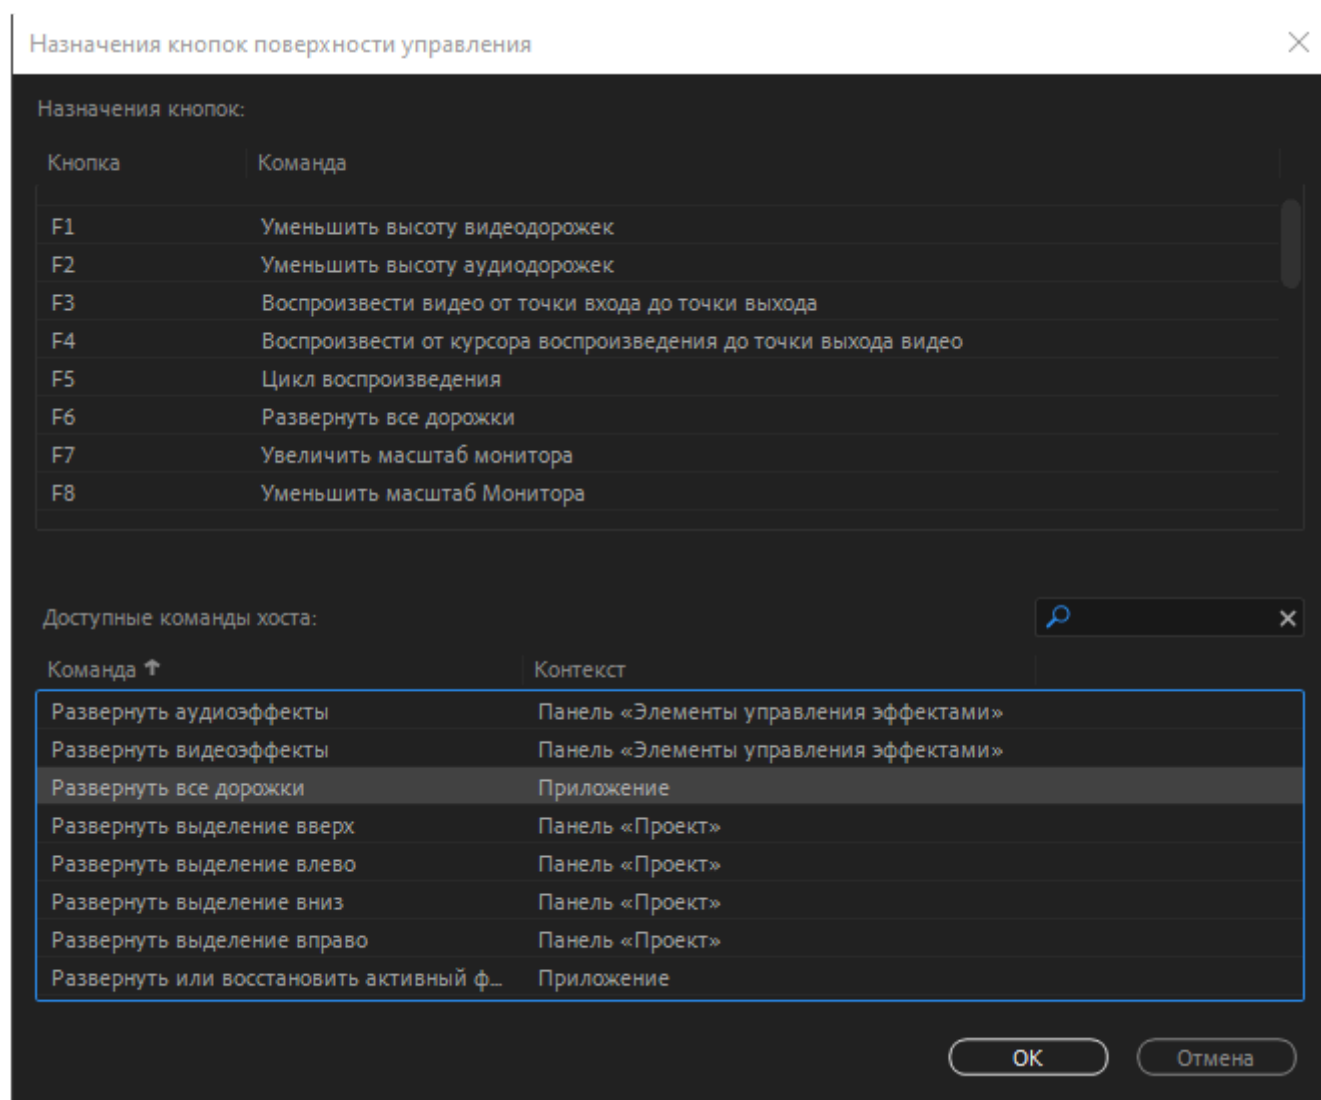 Назначения кнопок поверхности управления
Назначения кнопок:
Кнопка Команда
F1 Уменьшить высоту видеодорожек
F2 Уменьшить высоту аудиодорожек
F3 Воспроизвести видео от точки входа до точки выхода
F4 Воспроизвести от курсора воспроизведения до точки выхода видео
F5 Цикл воспроизведения
F6 Развернуть все дорожки
F7 Увеличить масштаб монитора
F8 Уменьшить масштаб Монитора
Доступные команды хоста:
Команда Контекст
Развернуть аудиоэффекты Панель «Элементы управления эффектами»
Развернуть видеоэффекты Панель «Элементы управления эффектами»
Развернуть все дорожки Приложение
Развернуть выделение вверх Панель «Проект»
Развернуть выделение влево Панель «Проект»
Развернуть выделение вниз Панель «Проект»
Развернуть выделение вправо Панель «Проект»
Развернуть или восстановить активный ф... Приложение
ОК Отмена